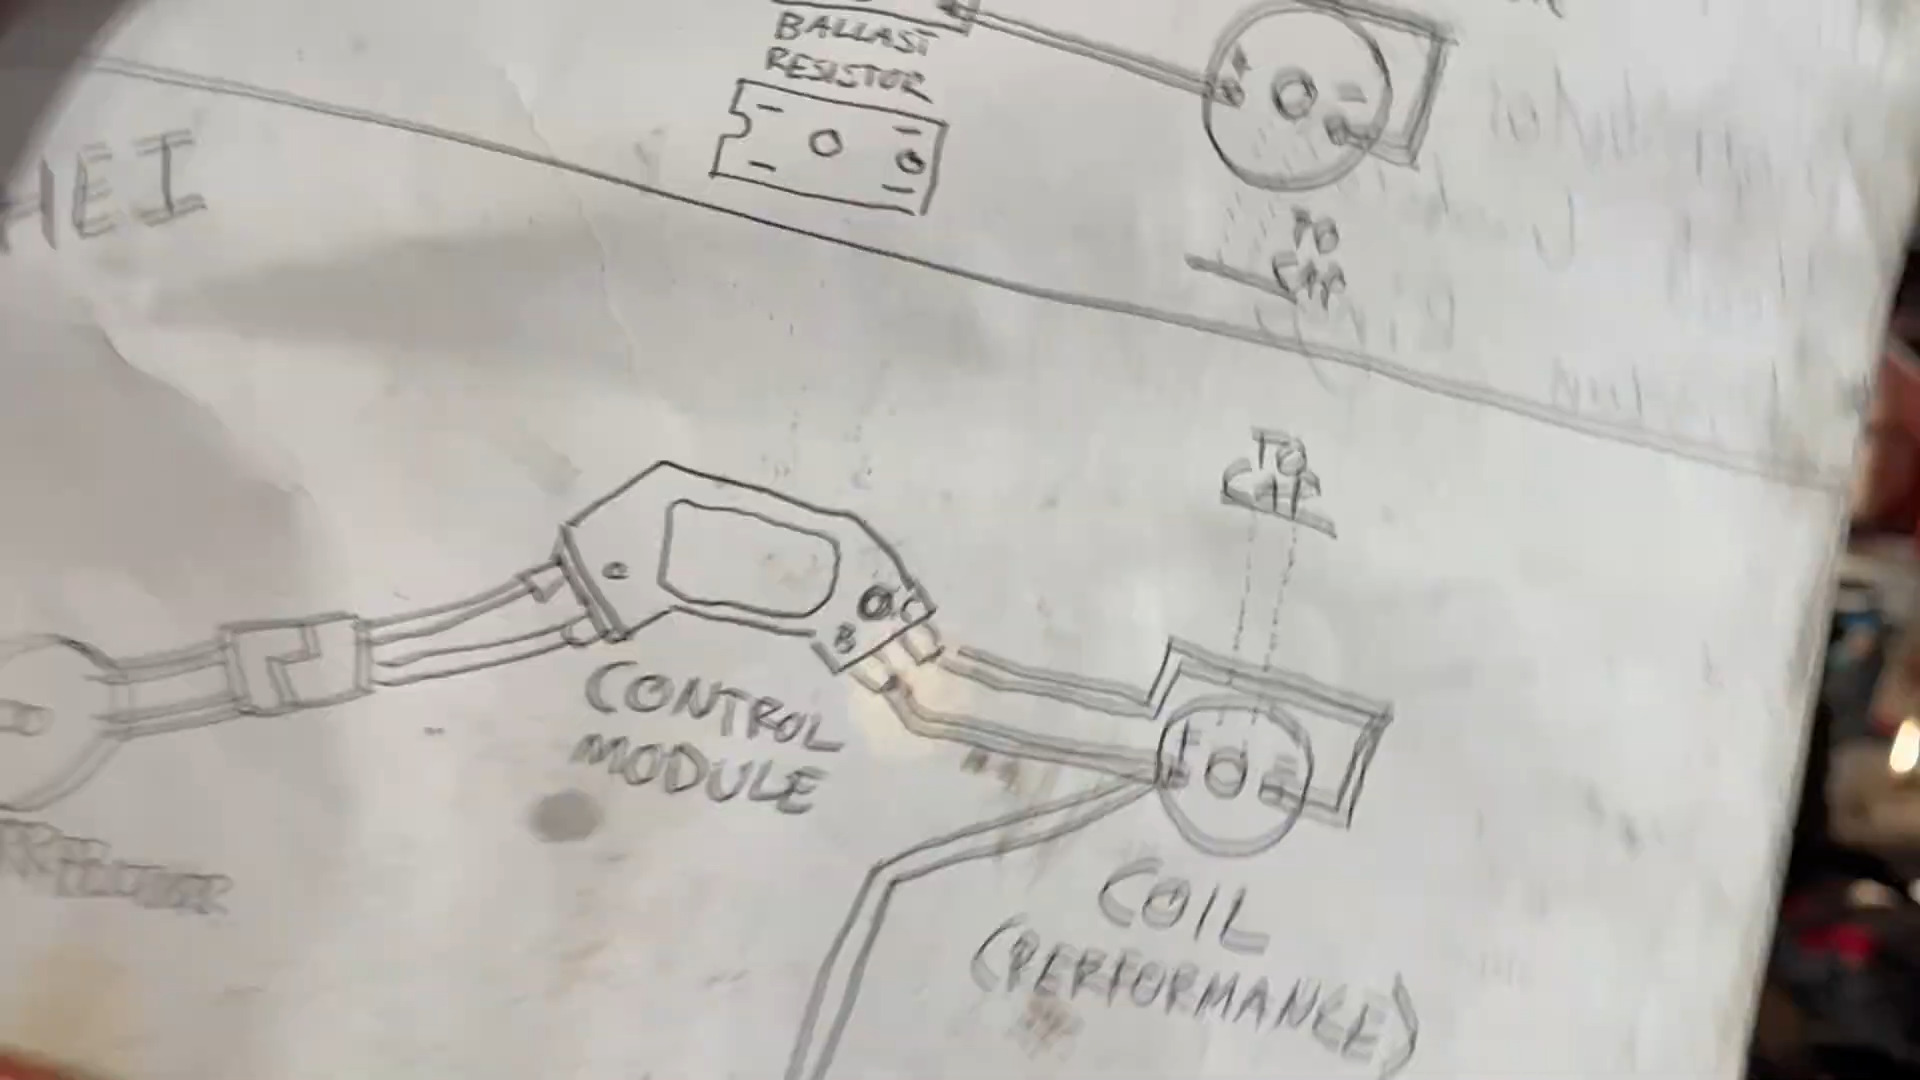 BALLAST
RESISTOR
HEI
TO
CAP
TO
CAP
C
B
CONTROL
MODULE
COIL
(PERFORMANCE)